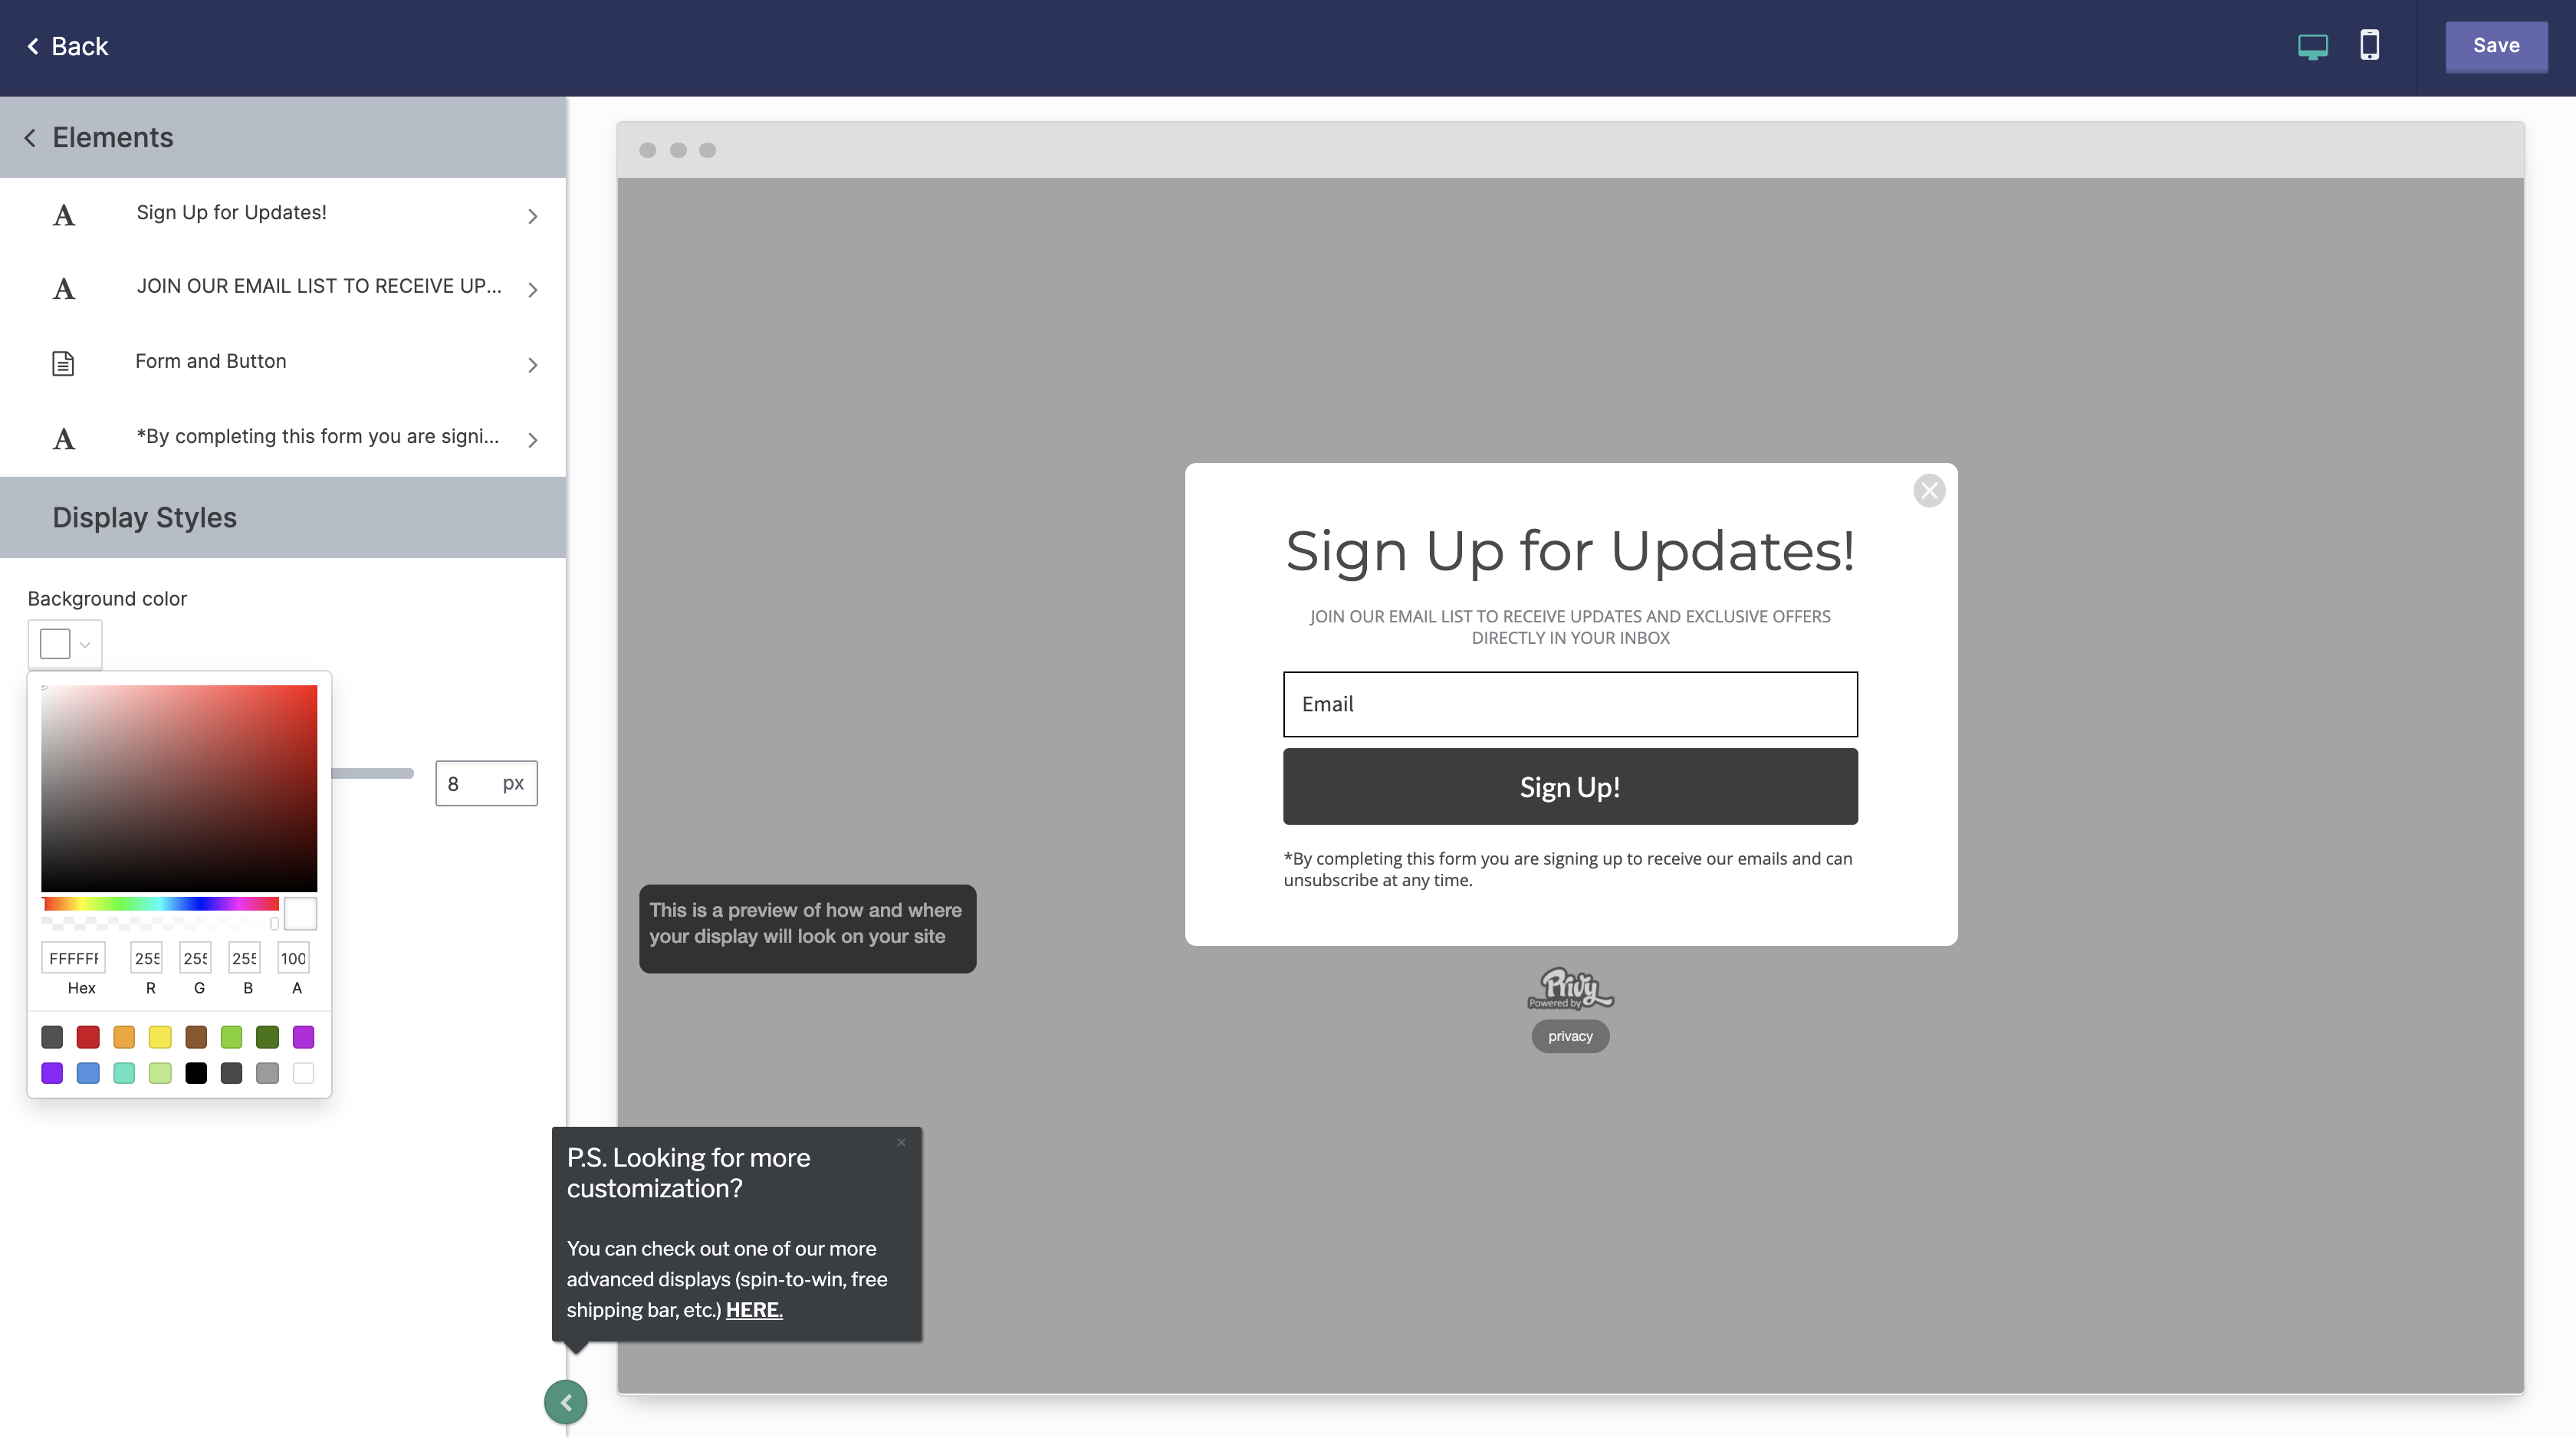 Back
Save
Elements
A Sign Up for Updates!
A JOIN OUR EMAIL LIST TO RECEIVE UP...
Form and Button
A *By completing this form you are signi...
Display Styles
Background color
8 px
FFFFFF 255 255 255 100
Hex R G B A
Sign Up for Updates!
JOIN OUR EMAIL LIST TO RECEIVE UPDATES AND EXCLUSIVE OFFERS
DIRECTLY IN YOUR INBOX
Email
Sign Up!
*By completing this form you are signing up to receive our emails and can
unsubscribe at any time.
This is a preview of how and where
your display will look on your site
Privy
Powered by
privacy
P.S. Looking for more
customization?
You can check out one of our more
advanced displays (spin-to-win, free
shipping bar, etc.) HERE.